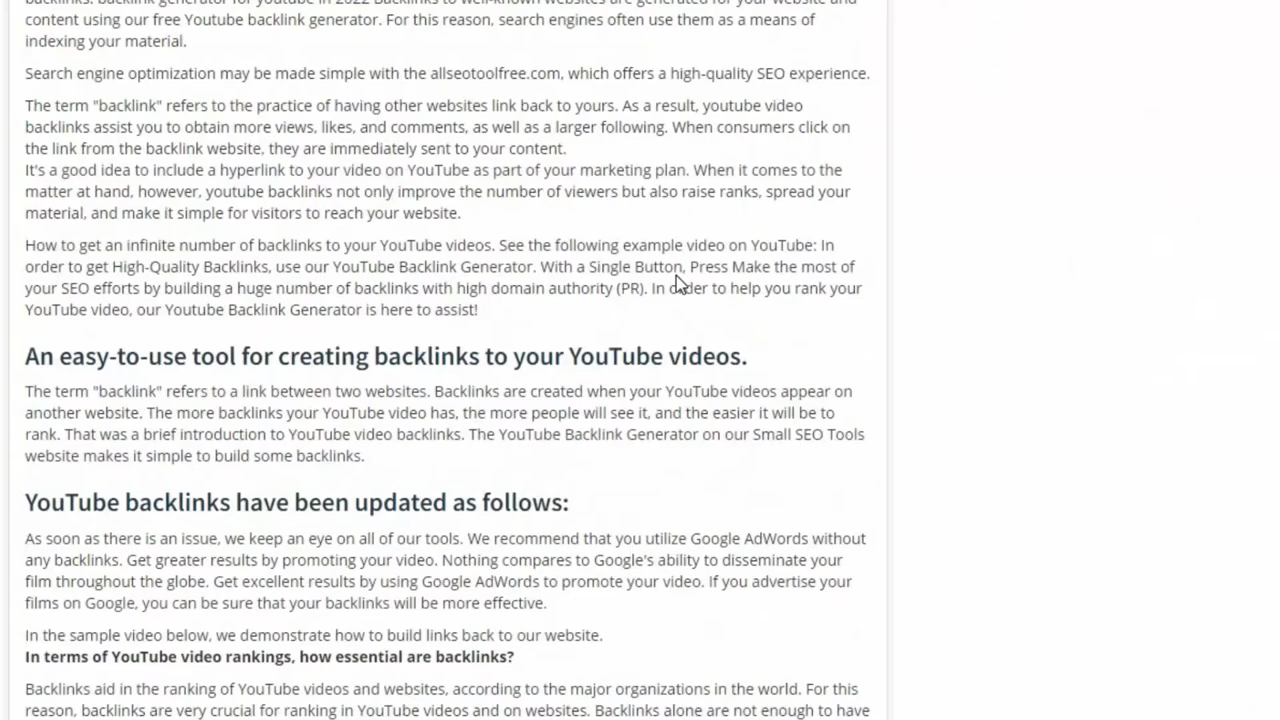 backlinks. Backlink generator for youtube in 2022 Backlinks to well-known websites are generated for your website and
content using our free Youtube backlink generator. For this reason, search engines often use them as a means of
indexing your material.
Search engine optimization may be made simple with the allseotoolfree.com, which offers a high-quality SEO experience.
The term "backlink" refers to the practice of having other websites link back to yours. As a result, youtube video
backlinks assist you to obtain more views, likes, and comments, as well as a larger following. When consumers click on
the link from the backlink website, they are immediately sent to your content.
It's a good idea to include a hyperlink to your video on YouTube as part of your marketing plan. When it comes to the
matter at hand, however, youtube backlinks not only improve the number of viewers but also raise ranks, spread your
material, and make it simple for visitors to reach your website.
How to get an infinite number of backlinks to your YouTube videos. See the following example video on YouTube: In
order to get High-Quality Backlinks, use our YouTube Backlink Generator. With a Single Button, Press Make the most of
your SEO efforts by building a huge number of backlinks with high domain authority (PR). In order to help you rank your
YouTube video, our Youtube Backlink Generator is here to assist!
An easy-to-use tool for creating backlinks to your YouTube videos.
The term "backlink" refers to a link between two websites. Backlinks are created when your YouTube videos appear on
another website. The more backlinks your YouTube video has, the more people will see it, and the easier it will be to
rank. That was a brief introduction to YouTube video backlinks. The YouTube Backlink Generator on our Small SEO Tools
website makes it simple to build some backlinks.
YouTube backlinks have been updated as follows:
As soon as there is an issue, we keep an eye on all of our tools. We recommend that you utilize Google AdWords without
any backlinks. Get greater results by promoting your video. Nothing compares to Google's ability to disseminate your
film throughout the globe. Get excellent results by using Google AdWords to promote your video. If you advertise your
films on Google, you can be sure that your backlinks will be more effective.
In the sample video below, we demonstrate how to build links back to our website.
In terms of YouTube video rankings, how essential are backlinks?
Backlinks aid in the ranking of YouTube videos and websites, according to the major organizations in the world. For this
reason, backlinks are very crucial for ranking in YouTube videos and on websites. Backlinks alone are not enough to have